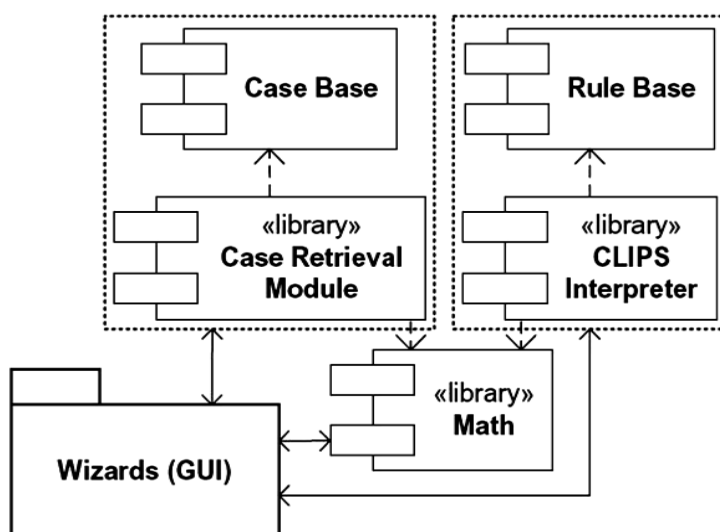 Case Base
Rule Base
«library»
Case Retrieval
Module
«library»
CLIPS
Interpreter
«library»
Math
Wizards (GUI)